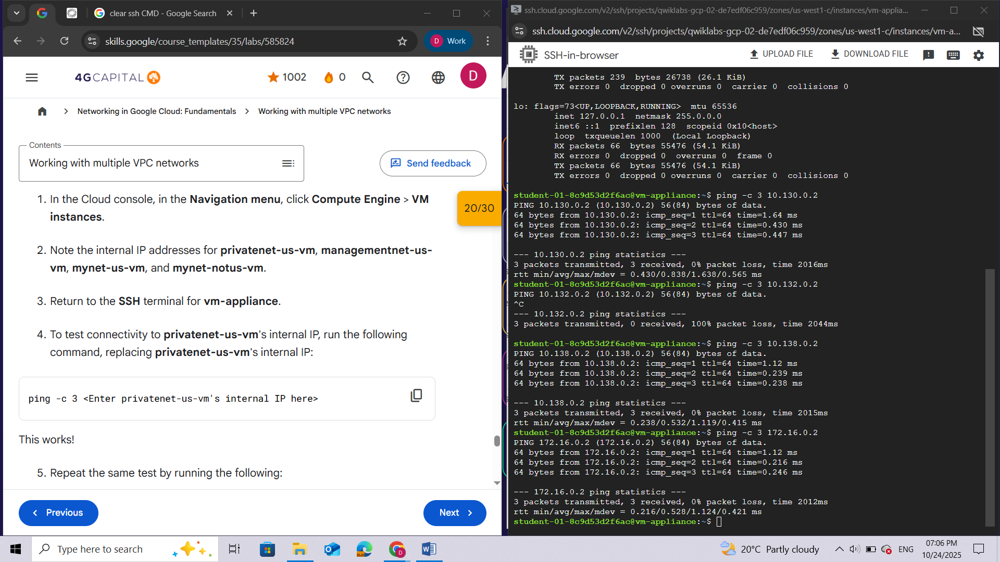 clear ssh CMD - Google Search
skills.google/course_templates/35/labs/585824
D
Work
4GCAPITAL
1002
0
D
Networking in Google Cloud: Fundamentals
Working with multiple VPC networks
Contents
Working with multiple VPC networks
Send feedback
1. In the Cloud console, in the Navigation menu, click Compute Engine > VM
instances.
20/30
2. Note the internal IP addresses for privatenet-us-vm, managementnet-us-
vm, mynet-us-vm, and mynet-notus-vm.
3. Return to the SSH terminal for vm-appliance.
4. To test connectivity to privatenet-us-vm's internal IP, run the following
command, replacing privatenet-us-vm's internal IP:
ping -c 3 <Enter privatenet-us-vm's internal IP here>
This works!
5. Repeat the same test by running the following:
Previous
Next
ssh.cloud.google.com/v2/ssh/projects/qwiklabs-gcp-02-de7edf06c959/zones/us-west1-c/instances/vm-applia...
ssh.cloud.google.com/v2/ssh/projects/qwiklabs-gcp-02-de7edf06c959/zones/us-west1-c/instances/vm-a...
SSH-in-browser
UPLOAD FILE
DOWNLOAD FILE
TX packets 239  bytes 26738 (26.1 KiB)
TX errors 0  dropped 0 overruns 0  carrier 0  collisions 0
lo: flags=73<UP,LOOPBACK,RUNNING>  mtu 65536
inet 127.0.0.1  netmask 255.0.0.0
inet6 ::1  prefixlen 128  scopeid 0x10<host>
loop  txqueuelen 1000  (Local Loopback)
RX packets 66  bytes 55476 (54.1 KiB)
RX errors 0  dropped 0  overruns 0  frame 0
TX packets 66  bytes 55476 (54.1 KiB)
TX errors 0  dropped 0 overruns 0  carrier 0  collisions 0
student-01-8c9d53d2f6ac@vm-appliance:~$ ping -c 3 10.130.0.2
PING 10.130.0.2 (10.130.0.2) 56(84) bytes of data.
64 bytes from 10.130.0.2: icmp_seq=1 ttl=64 time=1.64 ms
64 bytes from 10.130.0.2: icmp_seq=2 ttl=64 time=0.430 ms
64 bytes from 10.130.0.2: icmp_seq=3 ttl=64 time=0.447 ms
--- 10.130.0.2 ping statistics ---
3 packets transmitted, 3 received, 0% packet loss, time 2016ms
rtt min/avg/max/mdev = 0.430/0.838/1.638/0.565 ms
student-01-8c9d53d2f6ac@vm-appliance:~$ ping -c 3 10.132.0.2
PING 10.132.0.2 (10.132.0.2) 56(84) bytes of data.
^C
--- 10.132.0.2 ping statistics ---
3 packets transmitted, 0 received, 100% packet loss, time 2044ms
student-01-8c9d53d2f6ac@vm-appliance:~$ ping -c 3 10.138.0.2
PING 10.138.0.2 (10.138.0.2) 56(84) bytes of data.
64 bytes from 10.138.0.2: icmp_seq=1 ttl=64 time=1.12 ms
64 bytes from 10.138.0.2: icmp_seq=2 ttl=64 time=0.239 ms
64 bytes from 10.138.0.2: icmp_seq=3 ttl=64 time=0.238 ms
--- 10.138.0.2 ping statistics ---
3 packets transmitted, 3 received, 0% packet loss, time 2015ms
rtt min/avg/max/mdev = 0.238/0.532/1.119/0.415 ms
student-01-8c9d53d2f6ac@vm-appliance:~$ ping -c 3 172.16.0.2
PING 172.16.0.2 (172.16.0.2) 56(84) bytes of data.
64 bytes from 172.16.0.2: icmp_seq=1 ttl=64 time=1.12 ms
64 bytes from 172.16.0.2: icmp_seq=2 ttl=64 time=0.216 ms
64 bytes from 172.16.0.2: icmp_seq=3 ttl=64 time=0.246 ms
--- 172.16.0.2 ping statistics ---
3 packets transmitted, 3 received, 0% packet loss, time 2012ms
rtt min/avg/max/mdev = 0.216/0.528/1.124/0.421 ms
student-01-8c9d53d2f6ac@vm-appliance:~$
Type here to search
20°C  Partly cloudy
ENG
07:06 PM
10/24/2025